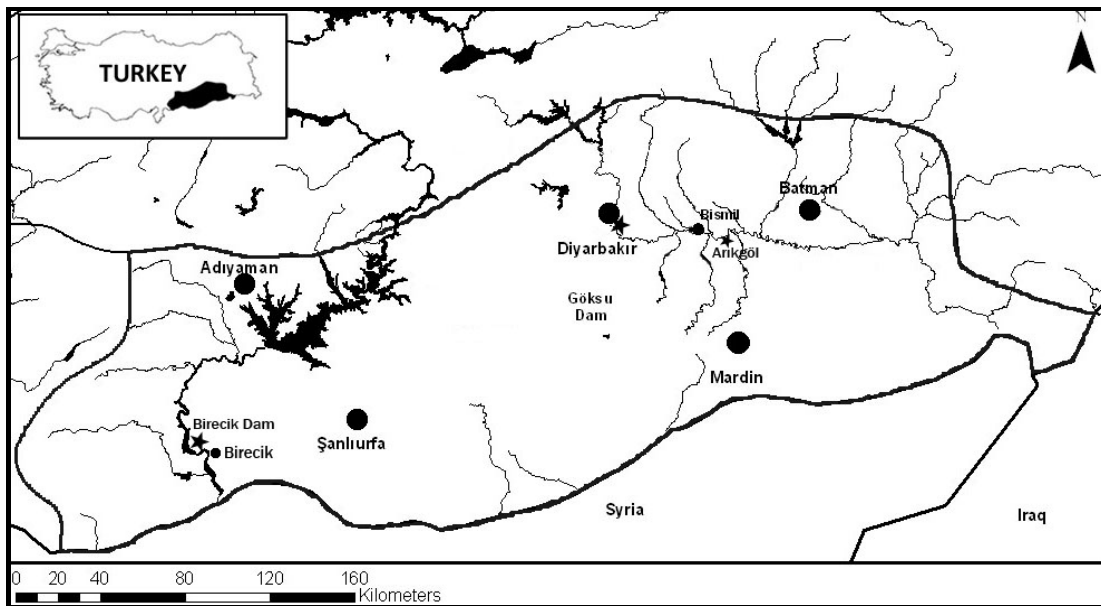 N
TURKEY
Batman
Bismil
Diyarbakır
Arıkgöl
Adıyaman
Göksu
Dam
Mardin
Birecik Dam
Birecik
Şanlıurfa
Syria
Iraq
0 20 40 80 120 160
Kilometers